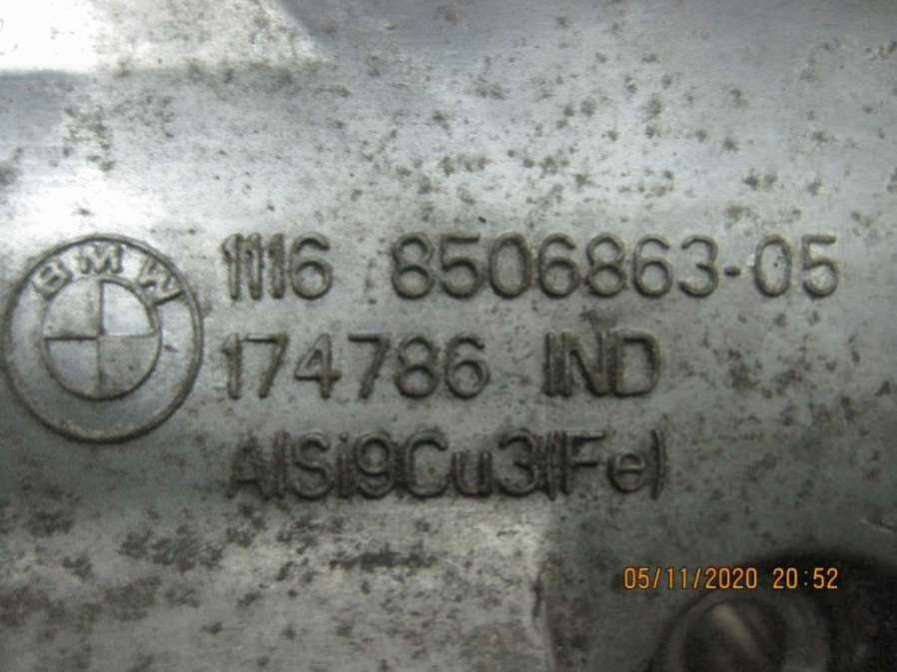 BMW
1116 8506863-05
174786 IND
AlSi9Cu3(Fe)
05/11/2020 20:52